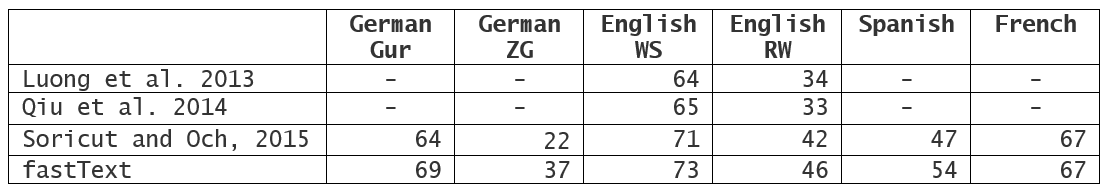 German Gur German ZG English WS English RW Spanish French
Luong et al. 2013 – – 64 34 – –
Qiu et al. 2014 – – 65 33 – –
Soricut and Och, 2015 64 22 71 42 47 67
fastText 69 37 73 46 54 67